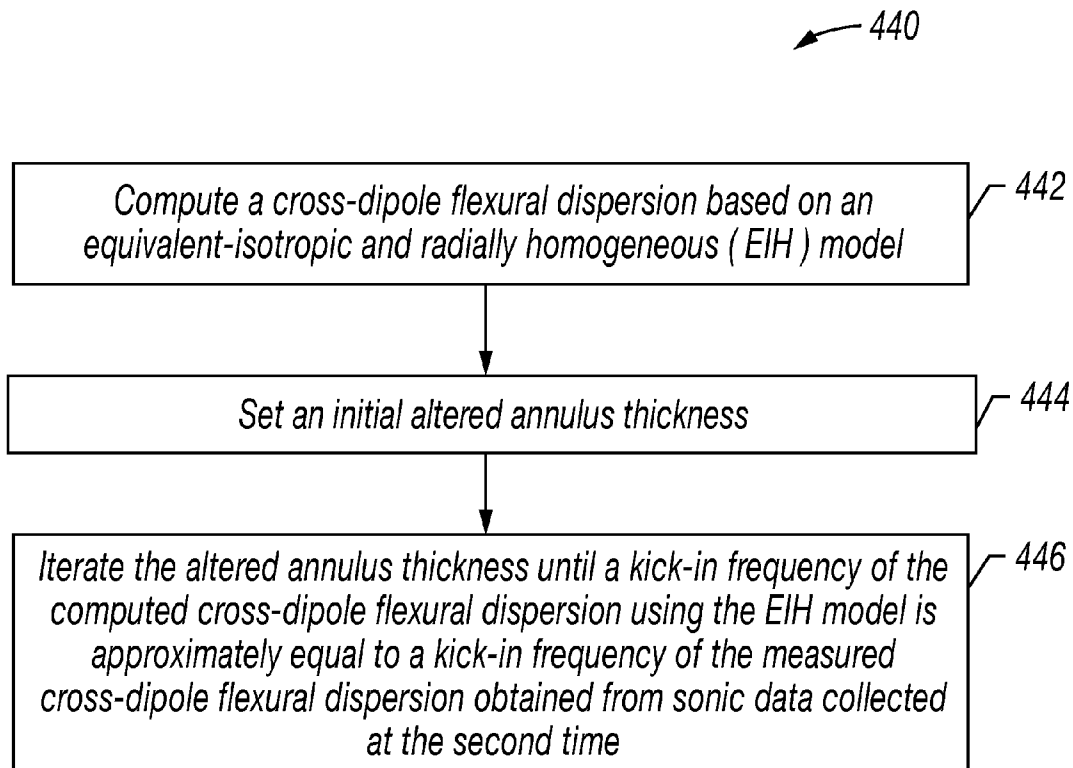 440
Compute a cross-dipole flexural dispersion based on an
equivalent-isotropic and radially homogeneous ( EIH ) model
442
Set an initial altered annulus thickness
444
Iterate the altered annulus thickness until a kick-in frequency of the
computed cross-dipole flexural dispersion using the EIH model is
approximately equal to a kick-in frequency of the measured
cross-dipole flexural dispersion obtained from sonic data collected
at the second time
446